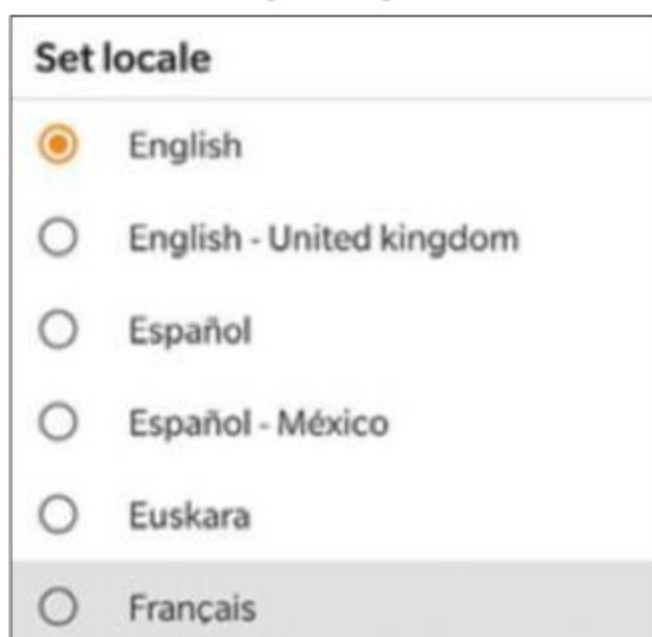 Set locale
English
English - United kingdom
Español
Español - México
Euskara
Français